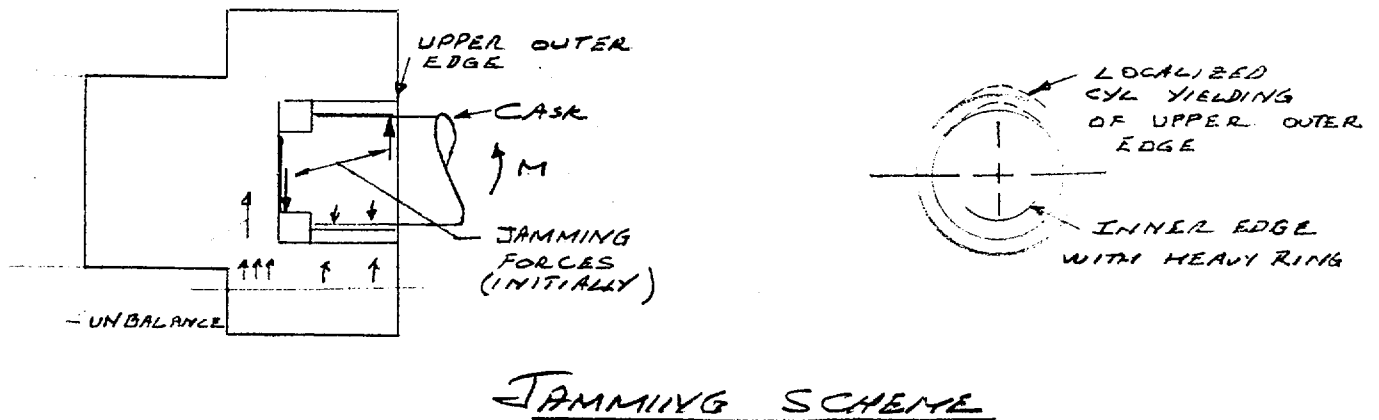 UPPER OUTER
EDGE
CASK
M
JAMMING
FORCES
(INITIALLY)
- UNBALANCE
LOCALIZED
CYL YIELDING
OF UPPER OUTER
EDGE
INNER EDGE
WITH HEAVY RING
JAMMING SCHEME